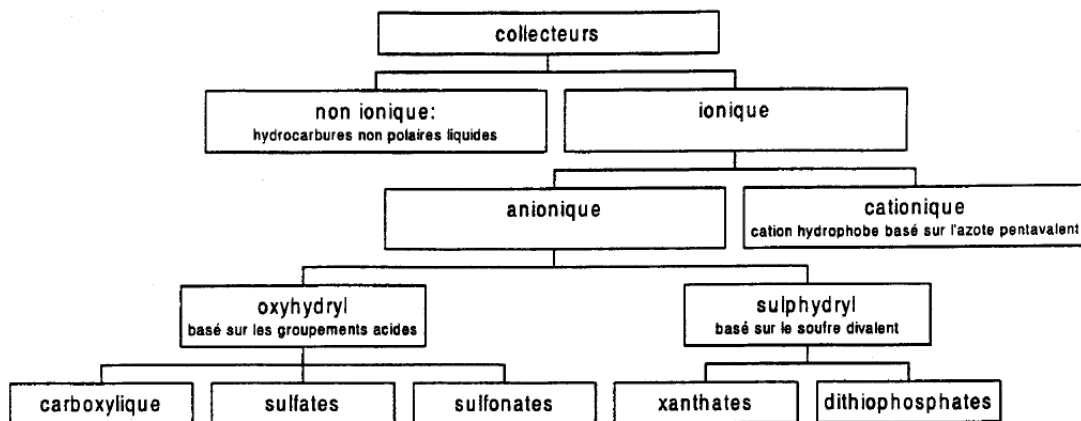 collecteurs
non ionique:
hydrocarbures non polaires liquides
ionique
anionique
cationique
cation hydrophobe basé sur l'azote pentavalent
oxyhydryl
basé sur les groupements acides
sulphydryl
basé sur le soufre divalent
carboxylique
sulfates
sulfonates
xanthates
dithiophosphates